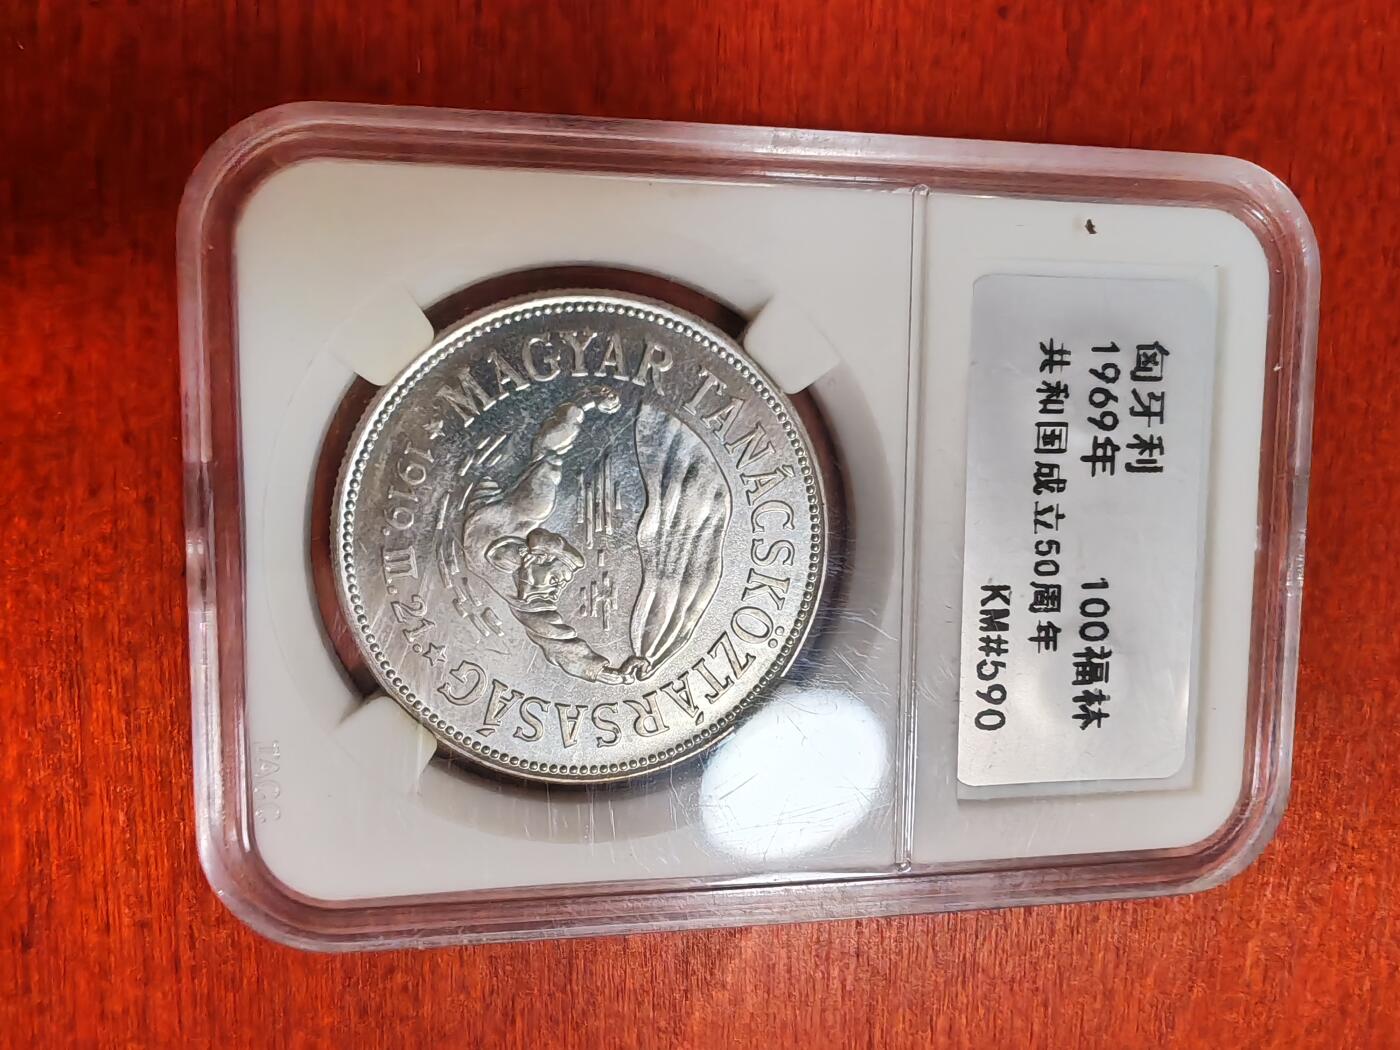 匈牙利
1969年 100福林
共和国成立50周年
KM#590
MAGYAR TANÁCSKÖZTÁRSASÁG
★ 1919. III. 21. ★